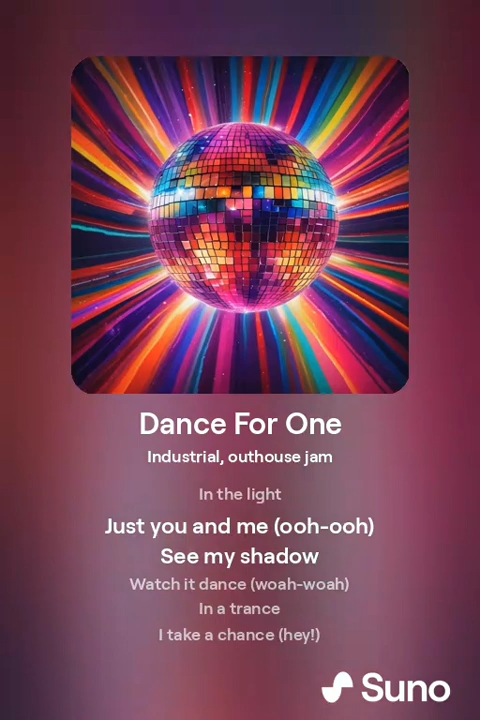 Dance For One
Industrial, outhouse jam
In the light
Just you and me (ooh-ooh)
See my shadow
Watch it dance (woah-woah)
In a trance
I take a chance (hey!)
Suno